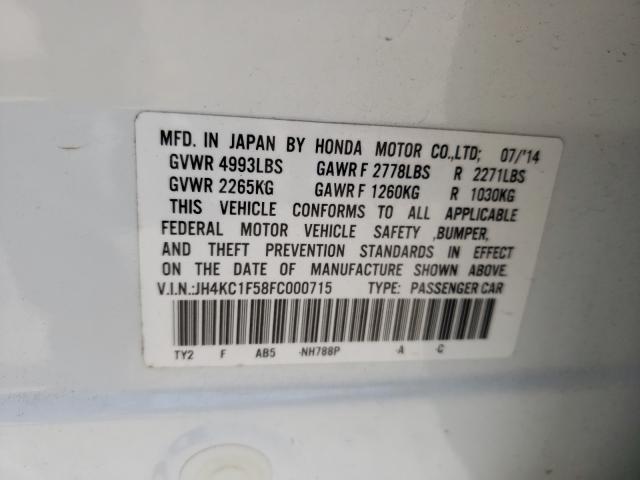 MFD. IN JAPAN BY HONDA MOTOR CO.,LTD; 07/'14
GVWR 4993LBS GAWR F 2778LBS R 2271LBS
GVWR 2265KG GAWR F 1260KG R 1030KG
THIS VEHICLE CONFORMS TO ALL APPLICABLE
FEDERAL MOTOR VEHICLE SAFETY ,BUMPER,
AND THEFT PREVENTION STANDARDS IN EFFECT
ON THE DATE OF MANUFACTURE SHOWN ABOVE.
V.I.N.:JH4KC1F58FC000715 TYPE: PASSENGER CAR
TY2 F AB5 -NH788P -A -C